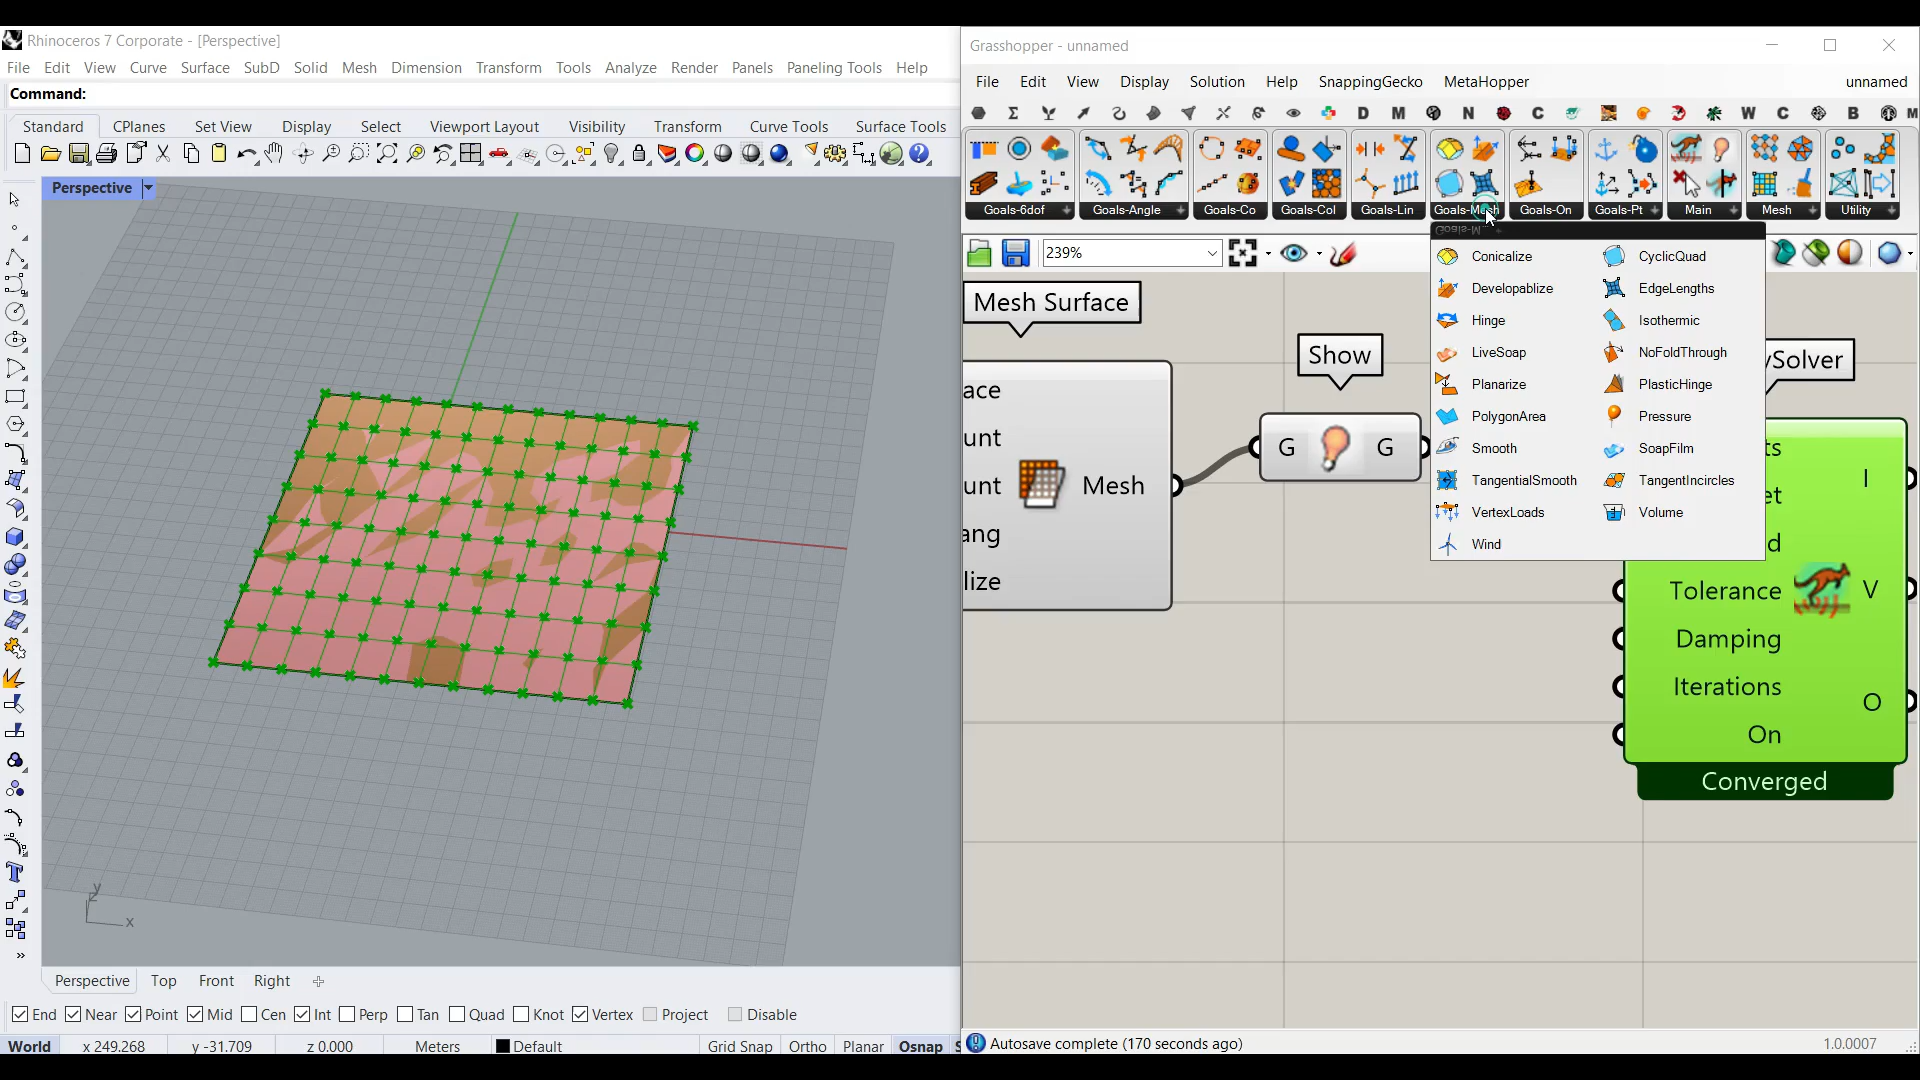 Rhinoceros 7 Corporate - [Perspective]
File Edit View Curve Surface SubD Solid Mesh Dimension Transform Tools Analyze Render Panels Paneling Tools Help
Command:
Standard CPlanes Set View Display Select Viewport Layout Visibility Transform Curve Tools Surface Tools
Perspective
y
z
x
Perspective Top Front Right
End Near Point Mid Cen Int Perp Tan Quad Knot Vertex Project Disable
World x 249.268 y -31.709 z 0.000 Meters Default Grid Snap Ortho Planar Osnap S
Grasshopper - unnamed
File Edit View Display Solution Help SnappingGecko MetaHopper unnamed
D M N C W C B M
Goals-6dof Goals-Angle Goals-Co Goals-Col Goals-Lin Goals-Mesh Goals-On Goals-Pt Main Mesh Utility
239%
Goals-M...
Conicalize CyclicQuad
Developablize EdgeLengths
Hinge Isothermic
LiveSoap NoFoldThrough
Planarize PlasticHinge
PolygonArea Pressure
Smooth SoapFilm
TangentialSmooth TangentIncircles
VertexLoads Volume
Wind
Mesh Surface
ace
unt
unt
ang
lize
Mesh
Show
G G
ySolver
ts
et
d
Tolerance
Damping
Iterations
On
I
V
O
Converged
Autosave complete (170 seconds ago)
1.0.0007